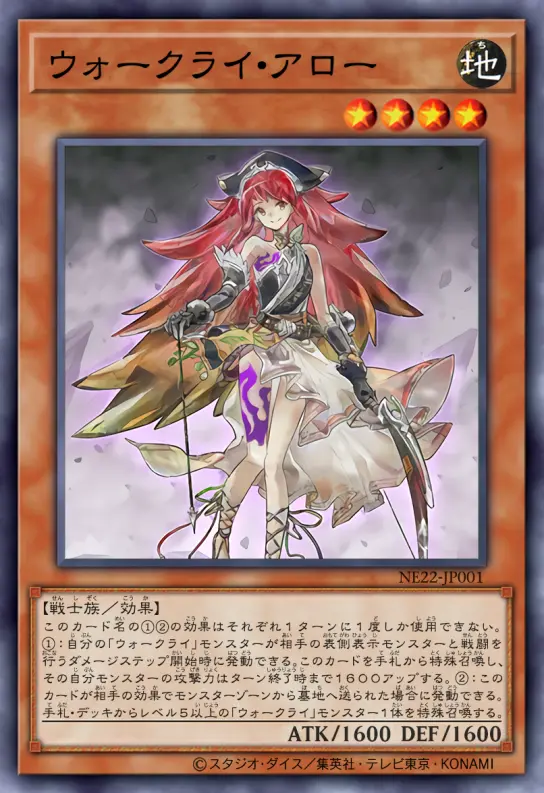 ウォークライ・アロー
ち
地
NE22-JP001
【戦士族／効果】
このカード名の①②の効果はそれぞれ１ターンに１度しか使用できない。
①：自分の「ウォークライ」モンスターが相手の表側表示モンスターと戦闘を
行うダメージステップ開始時に発動できる。このカードを手札から特殊召喚し、
その自分モンスターの攻撃力はターン終了時まで１６００アップする。②：この
カードが相手の効果でモンスターゾーンから墓地へ送られた場合に発動できる。
手札・デッキからレベル５以上の「ウォークライ」モンスター１体を特殊召喚する。
ATK/1600 DEF/1600
©スタジオ・ダイス／集英社・テレビ東京・KONAMI